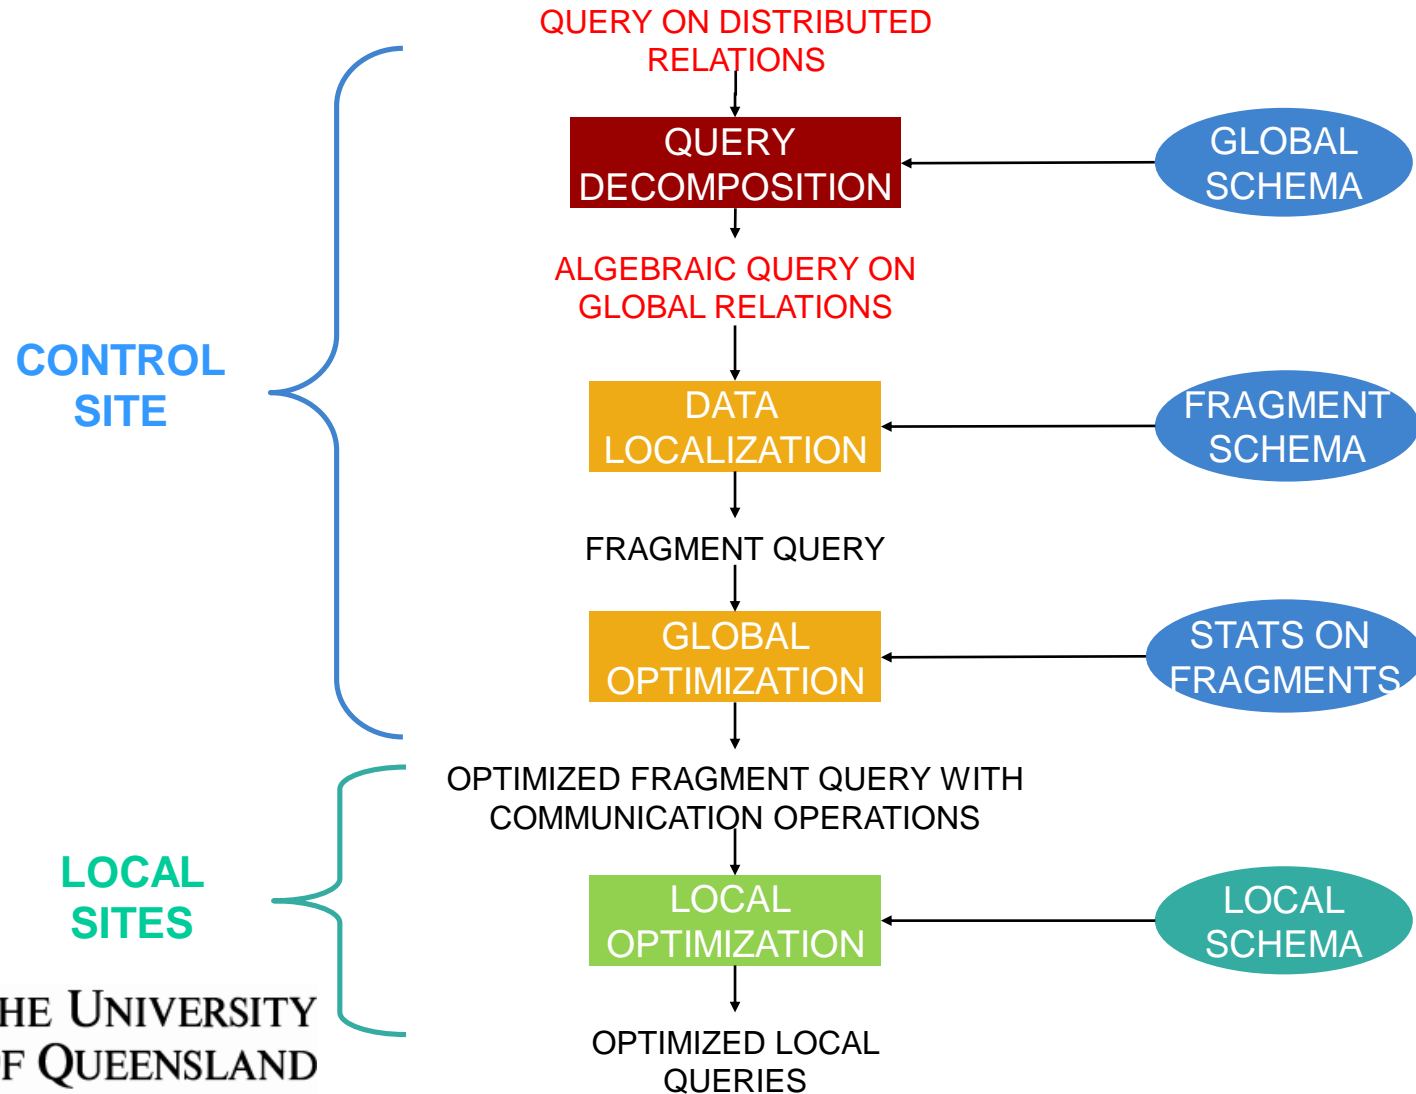 QUERY ON DISTRIBUTED
RELATIONS
QUERY
DECOMPOSITION
GLOBAL
SCHEMA
ALGEBRAIC QUERY ON
GLOBAL RELATIONS
CONTROL
SITE
DATA
LOCALIZATION
FRAGMENT
SCHEMA
FRAGMENT QUERY
GLOBAL
OPTIMIZATION
STATS ON
FRAGMENTS
OPTIMIZED FRAGMENT QUERY WITH
COMMUNICATION OPERATIONS
LOCAL
SITES
LOCAL
OPTIMIZATION
LOCAL
SCHEMA
HE UNIVERSITY
OF QUEENSLAND
OPTIMIZED LOCAL
QUERIES